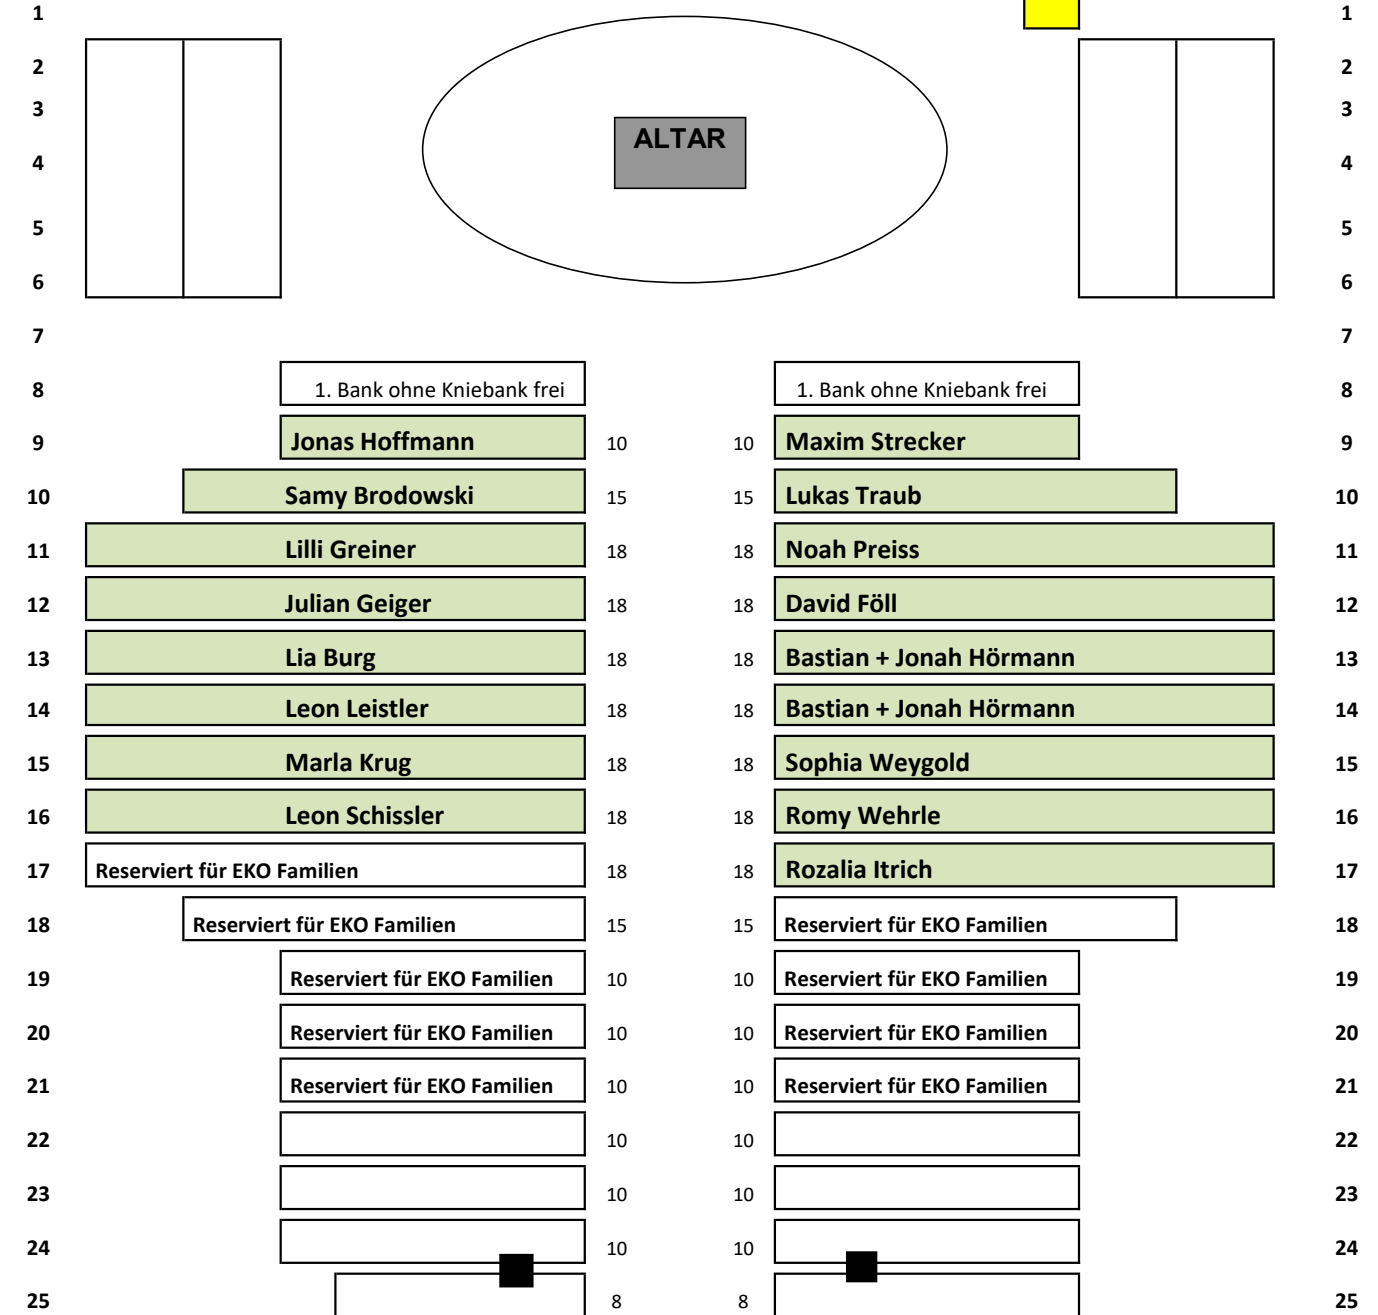 1 1
2 2
3 3
ALTAR
4 4
5 5
6 6
7 7
8 1. Bank ohne Kniebank frei 1. Bank ohne Kniebank frei 8
9 Jonas Hoffmann 10 10 Maxim Strecker 9
10 Samy Brodowski 15 15 Lukas Traub 10
11 Lilli Greiner 18 18 Noah Preiss 11
12 Julian Geiger 18 18 David Föll 12
13 Lia Burg 18 18 Bastian + Jonah Hörmann 13
14 Leon Leistler 18 18 Bastian + Jonah Hörmann 14
15 Marla Krug 18 18 Sophia Weygold 15
16 Leon Schissler 18 18 Romy Wehrle 16
17 Reserviert für EKO Familien 18 18 Rozalia Itrich 17
18 Reserviert für EKO Familien 15 15 Reserviert für EKO Familien 18
19 Reserviert für EKO Familien 10 10 Reserviert für EKO Familien 19
20 Reserviert für EKO Familien 10 10 Reserviert für EKO Familien 20
21 Reserviert für EKO Familien 10 10 Reserviert für EKO Familien 21
22 10 10 22
23 10 10 23
24 10 10 24
25 8 8 25